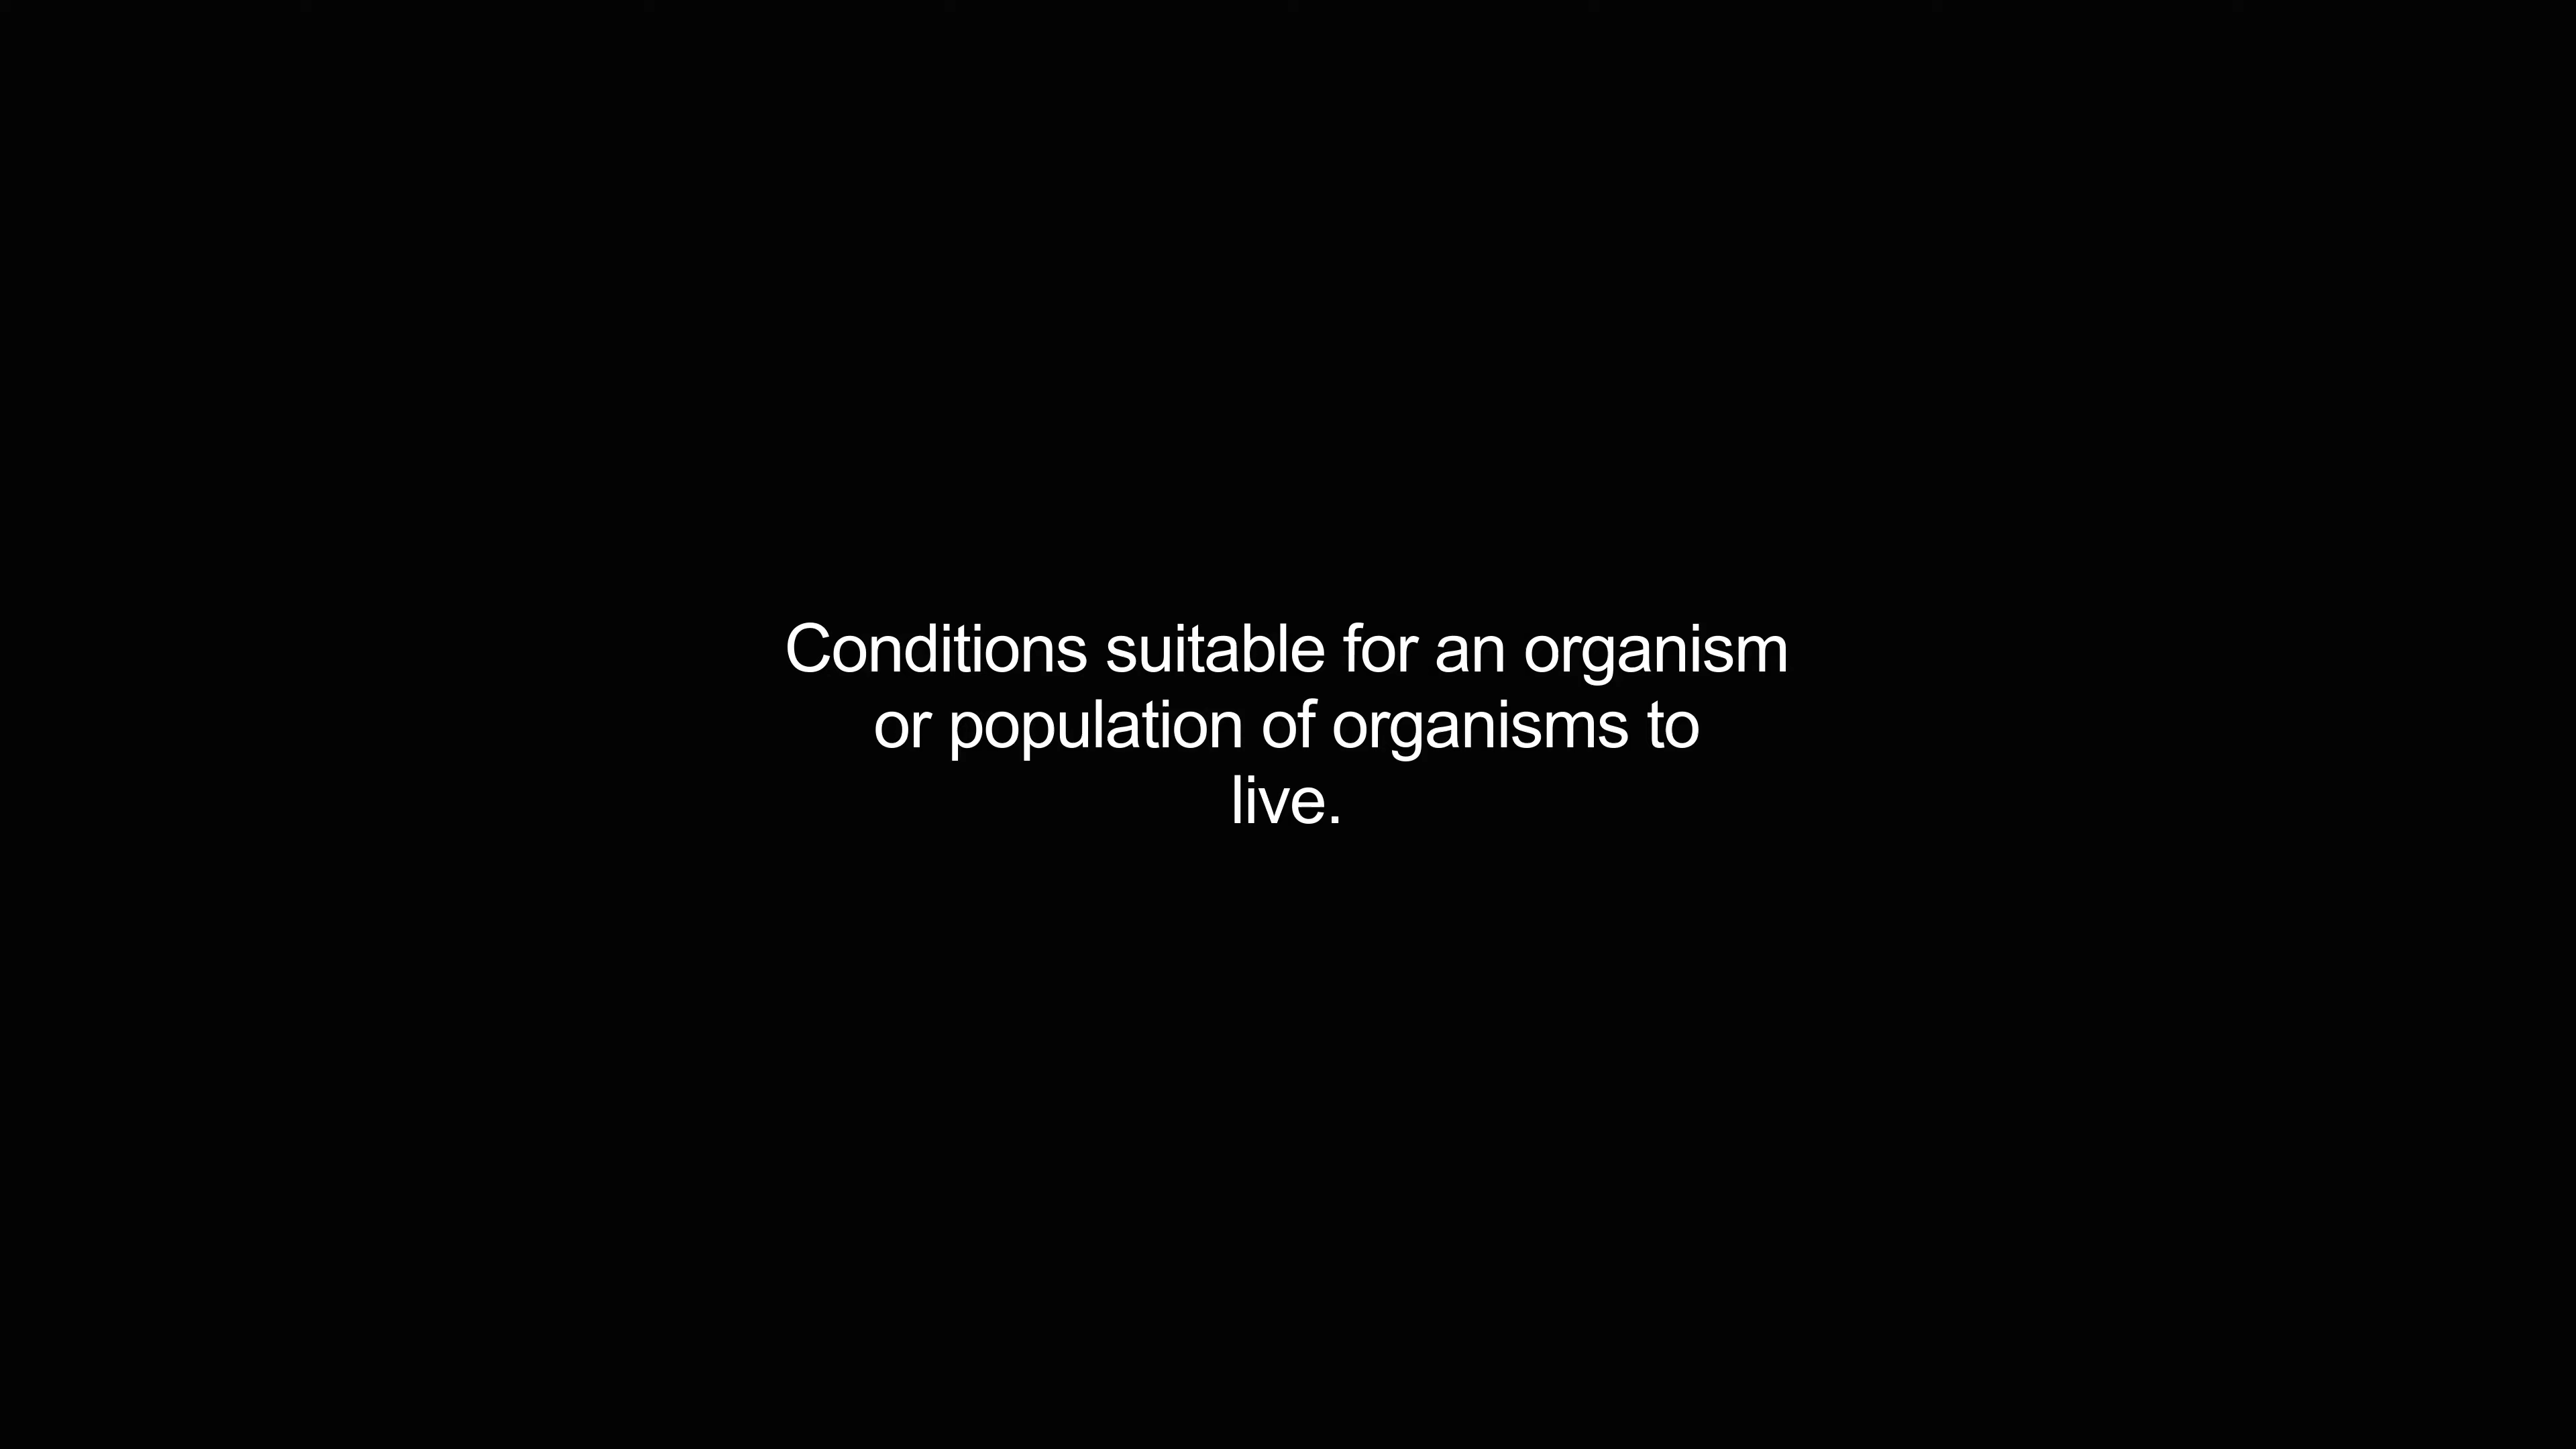 Conditions suitable for an organism
or population of organisms to
live.